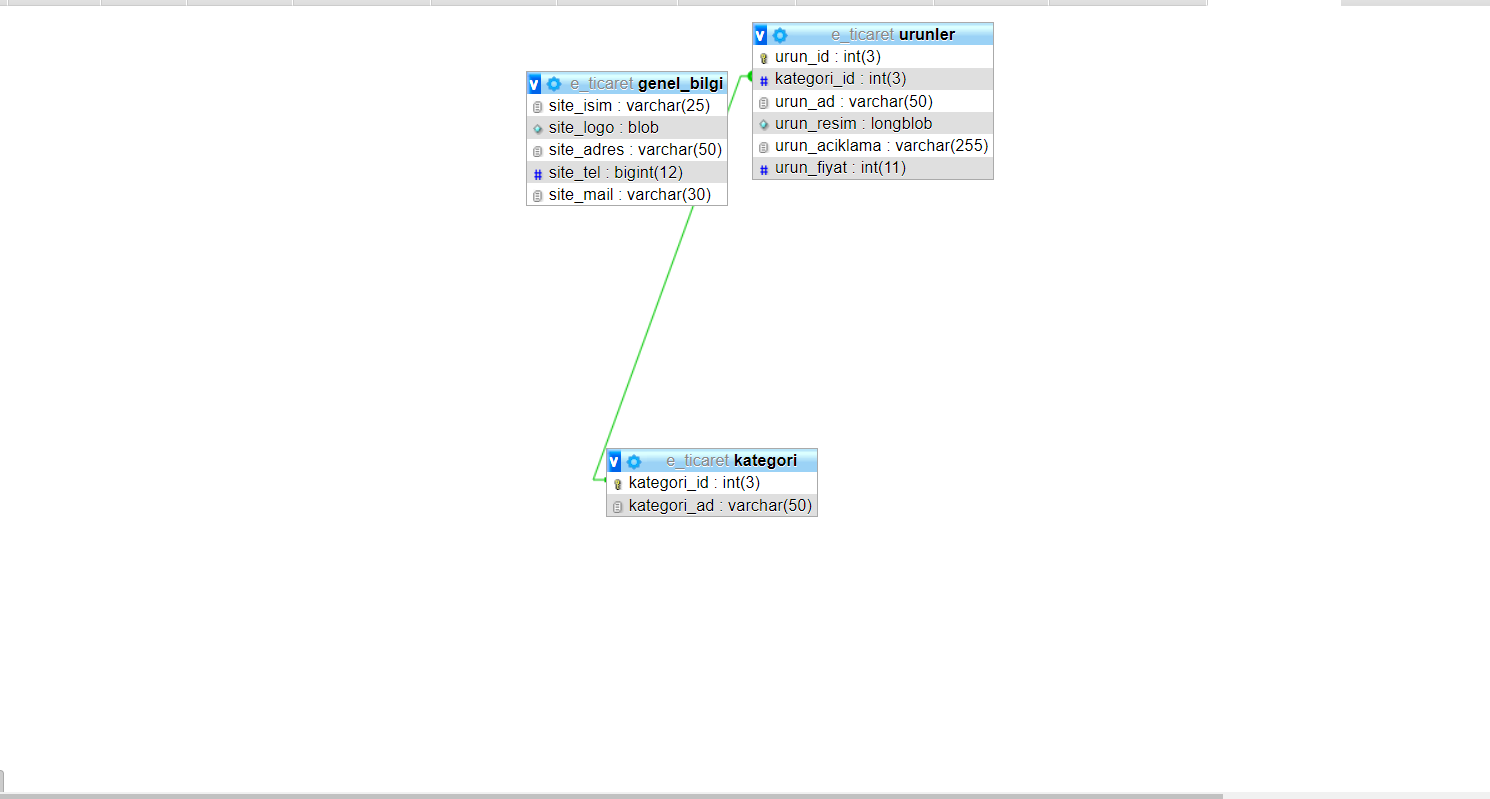 v e_ticaret urunler
urun_id : int(3)
# kategori_id : int(3)
urun_ad : varchar(50)
urun_resim : longblob
urun_aciklama : varchar(255)
# urun_fiyat : int(11)
v e_ticaret genel_bilgi
site_isim : varchar(25)
site_logo : blob
site_adres : varchar(50)
# site_tel : bigint(12)
site_mail : varchar(30)
v e_ticaret kategori
kategori_id : int(3)
kategori_ad : varchar(50)